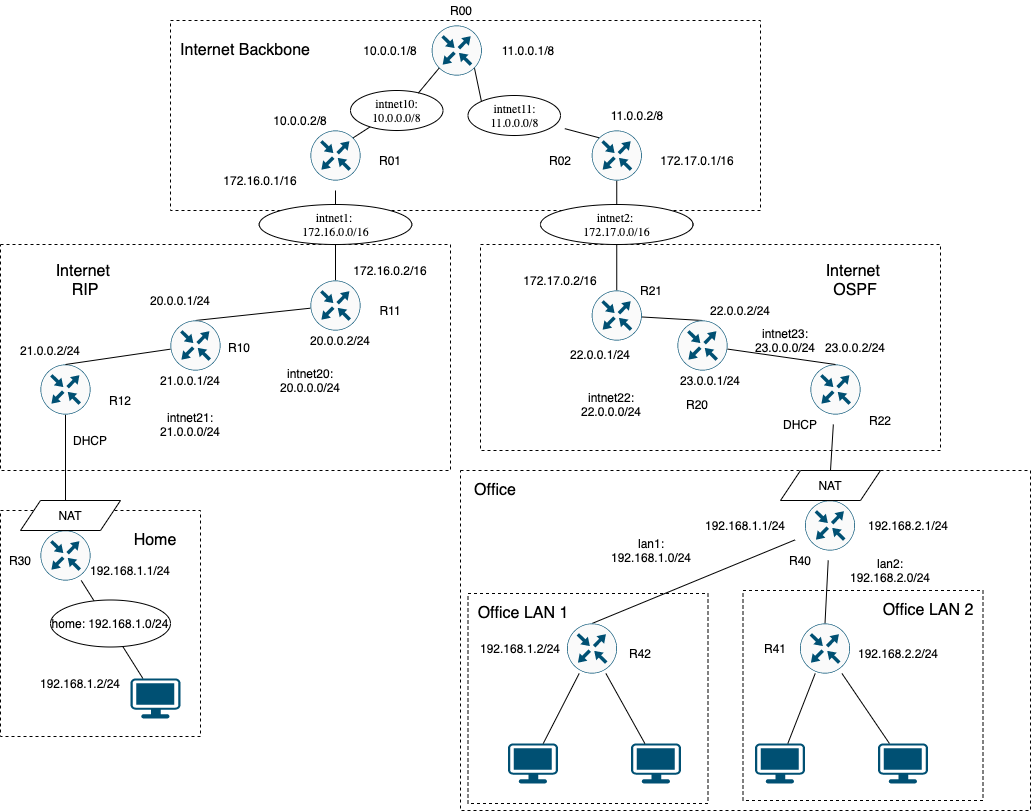 R00
Internet Backbone
10.0.0.1/8
11.0.0.1/8
intnet10:
10.0.0.0/8
intnet11:
11.0.0.0/8
10.0.0.2/8
11.0.0.2/8
R01
R02
172.17.0.1/16
172.16.0.1/16
intnet1:
172.16.0.0/16
intnet2:
172.17.0.0/16
Internet
RIP
172.16.0.2/16
20.0.0.1/24
R11
R10
20.0.0.2/24
21.0.0.2/24
21.0.0.1/24
intnet20:
20.0.0.0/24
R12
intnet21:
21.0.0.0/24
DHCP
Internet
OSPF
172.17.0.2/16
R21
22.0.0.2/24
intnet23:
23.0.0.0/24
23.0.0.2/24
22.0.0.1/24
23.0.0.1/24
intnet22:
22.0.0.0/24
R20
DHCP
R22
NAT
Home
R30
192.168.1.1/24
home: 192.168.1.0/24
192.168.1.2/24
Office
NAT
192.168.1.1/24
192.168.2.1/24
lan1:
192.168.1.0/24
R40
lan2:
192.168.2.0/24
Office LAN 1
Office LAN 2
192.168.1.2/24
R42
R41
192.168.2.2/24